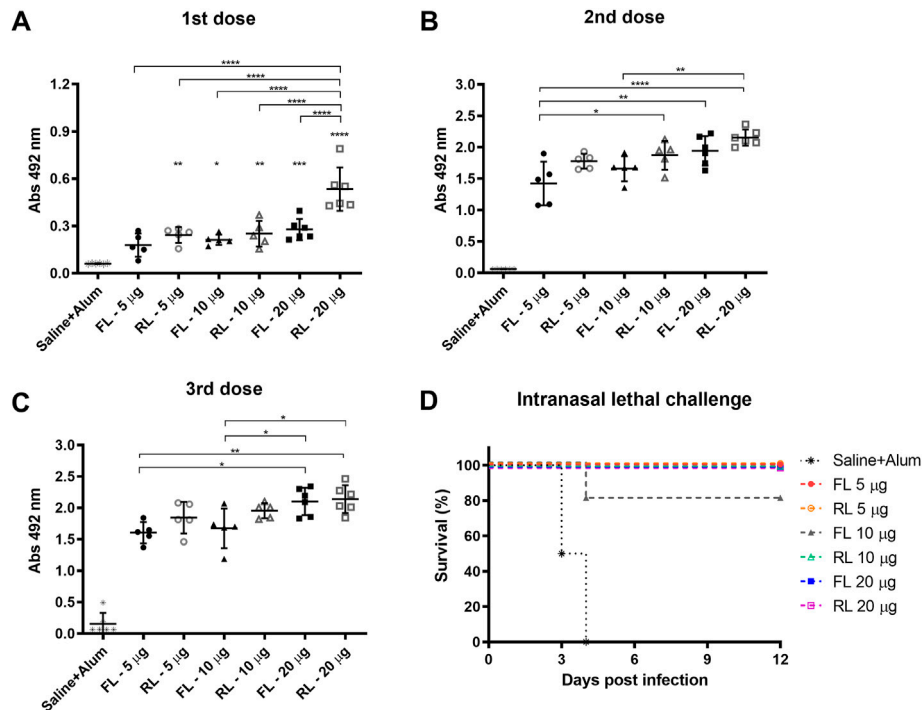 A
1st dose
Abs 492 nm
1.2
0.9
0.6
0.3
0.0
****
****
****
****
****
****
**
*
**
***
Saline+Alum
FL - 5 µg
RL - 5 µg
FL - 10 µg
RL - 10 µg
FL - 20 µg
RL - 20 µg
B
2nd dose
Abs 492 nm
3.0
2.5
2.0
1.5
1.0
0.5
0.0
**
****
**
*
Saline+Alum
FL - 5 µg
RL - 5 µg
FL - 10 µg
RL - 10 µg
FL - 20 µg
RL - 20 µg
C
3rd dose
Abs 492 nm
3.0
2.5
2.0
1.5
1.0
0.5
0.0
*
*
**
*
Saline+Alum
FL - 5 µg
RL - 5 µg
FL - 10 µg
RL - 10 µg
FL - 20 µg
RL - 20 µg
D
Intranasal lethal challenge
Survival (%)
100
80
60
40
20
0
0
3
6
9
12
Days post infection
Saline+Alum
FL 5 µg
RL 5 µg
FL 10 µg
RL 10 µg
FL 20 µg
RL 20 µg